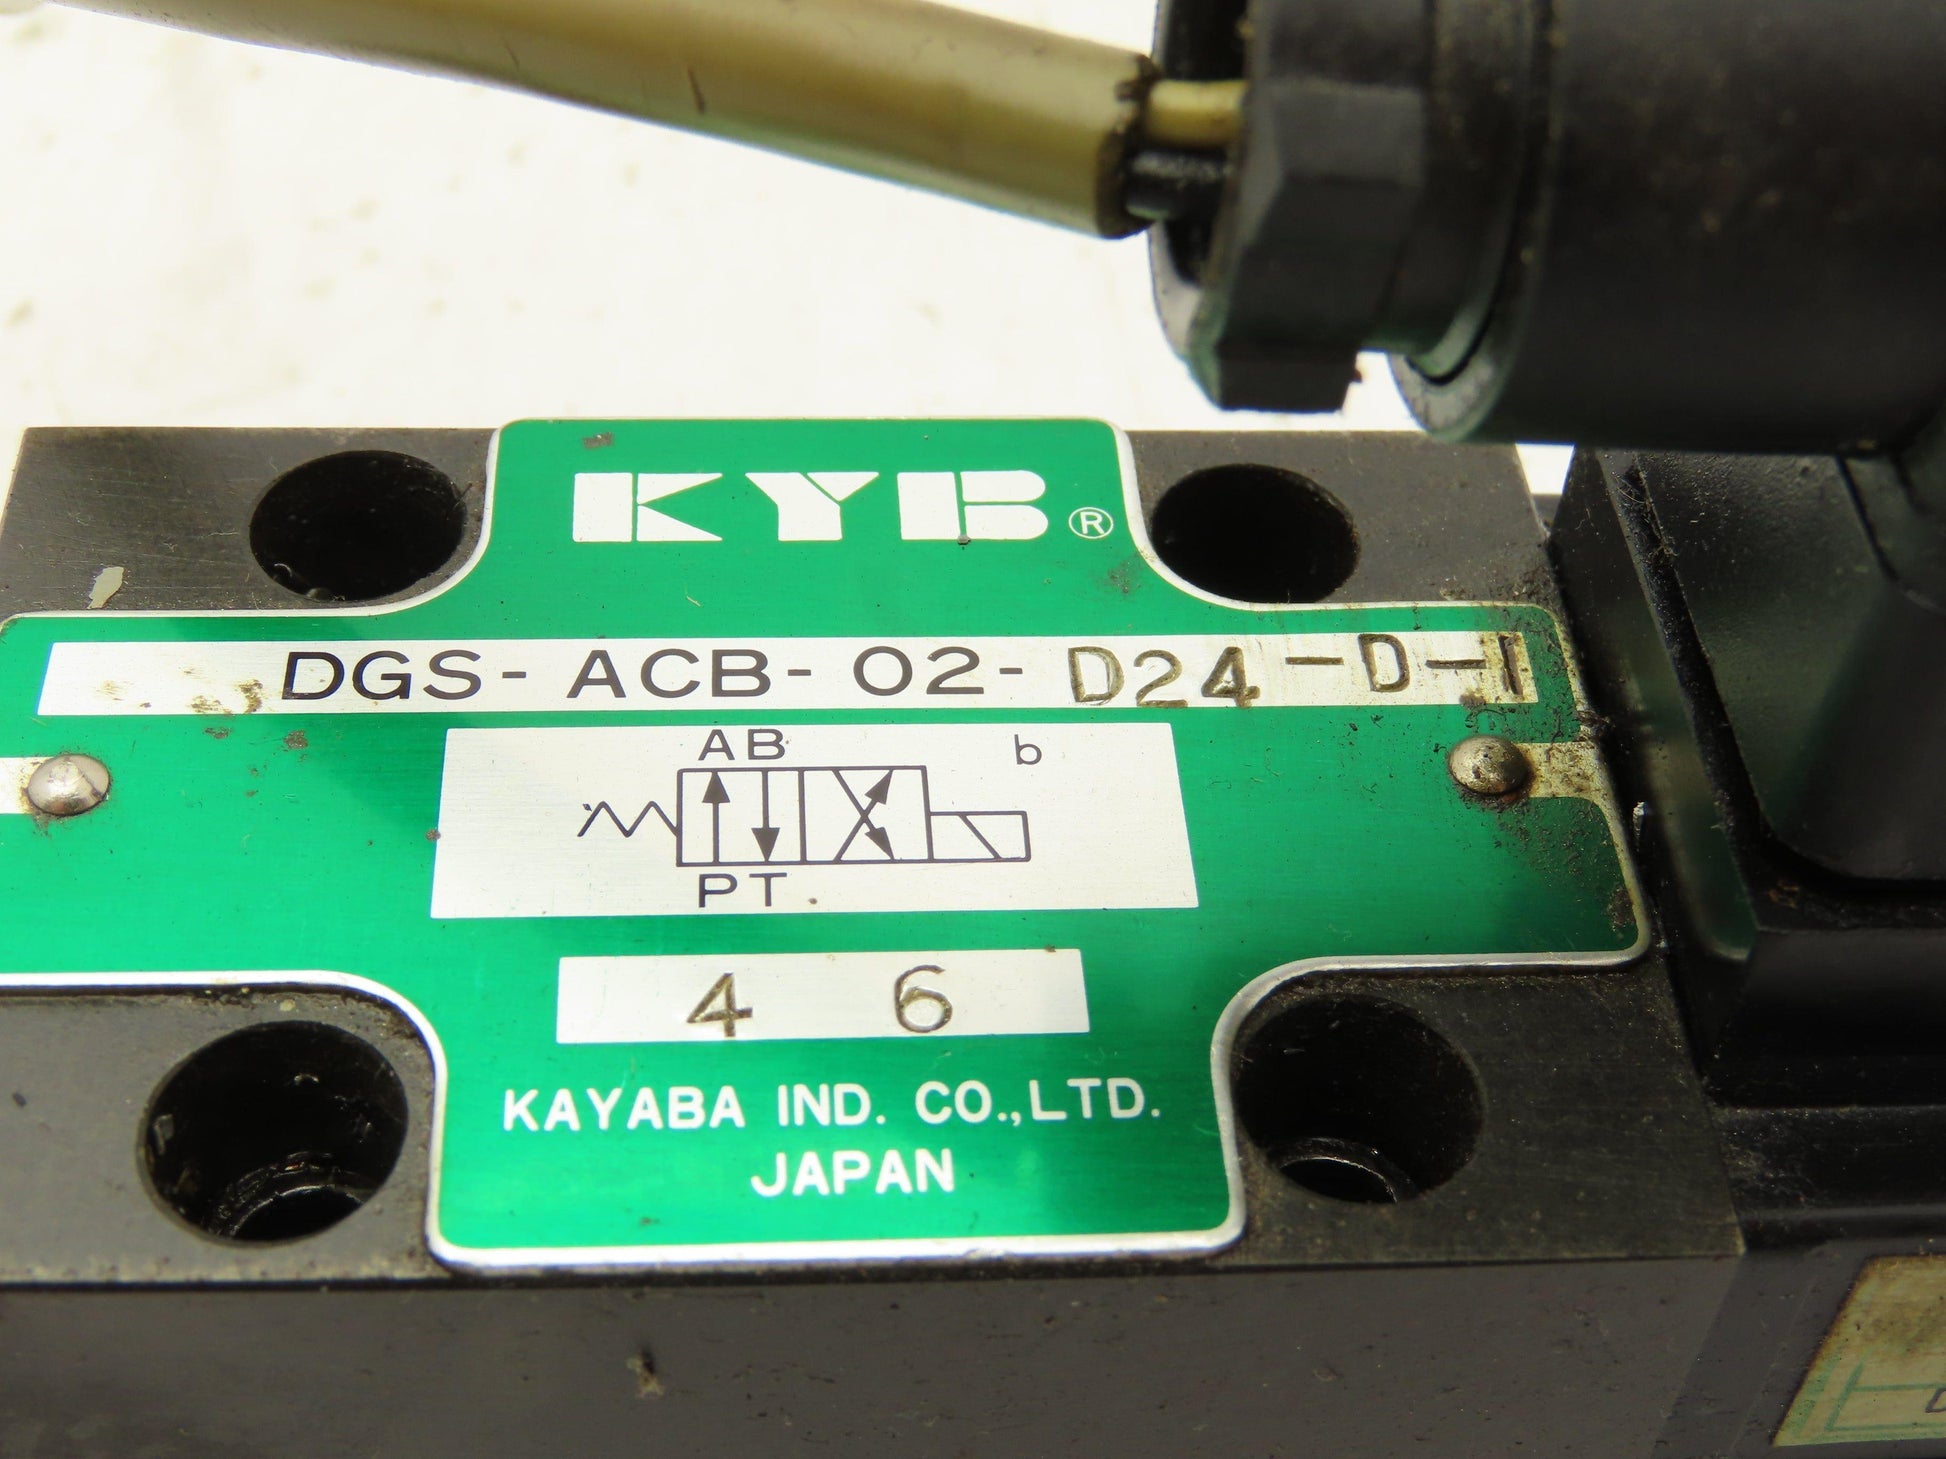 KYB®
DGS-ACB-02-D24-D-1
AB b
PT
4 6
KAYABA IND. CO.,LTD.
JAPAN